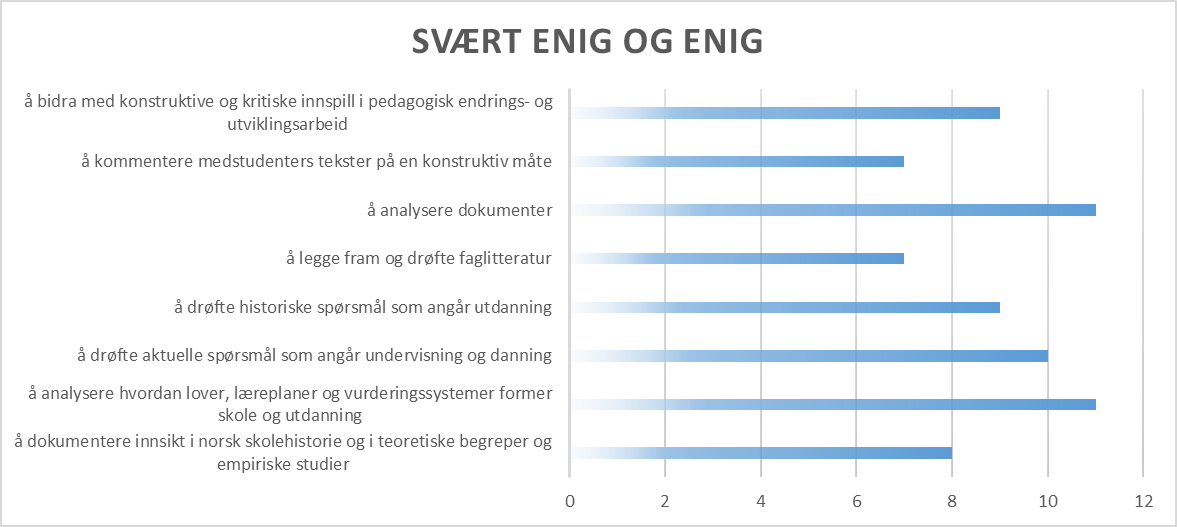 SVÆRT ENIG OG ENIG
å bidra med konstruktive og kritiske innspill i pedagogisk endrings- og
utviklingsarbeid
å kommentere medstudenters tekster på en konstruktiv måte
å analysere dokumenter
å legge fram og drøfte faglitteratur
å drøfte historiske spørsmål som angår utdanning
å drøfte aktuelle spørsmål som angår undervisning og danning
å analysere hvordan lover, læreplaner og vurderingssystemer former
skole og utdanning
å dokumentere innsikt i norsk skolehistorie og i teoretiske begreper og
empiriske studier
0 2 4 6 8 10 12